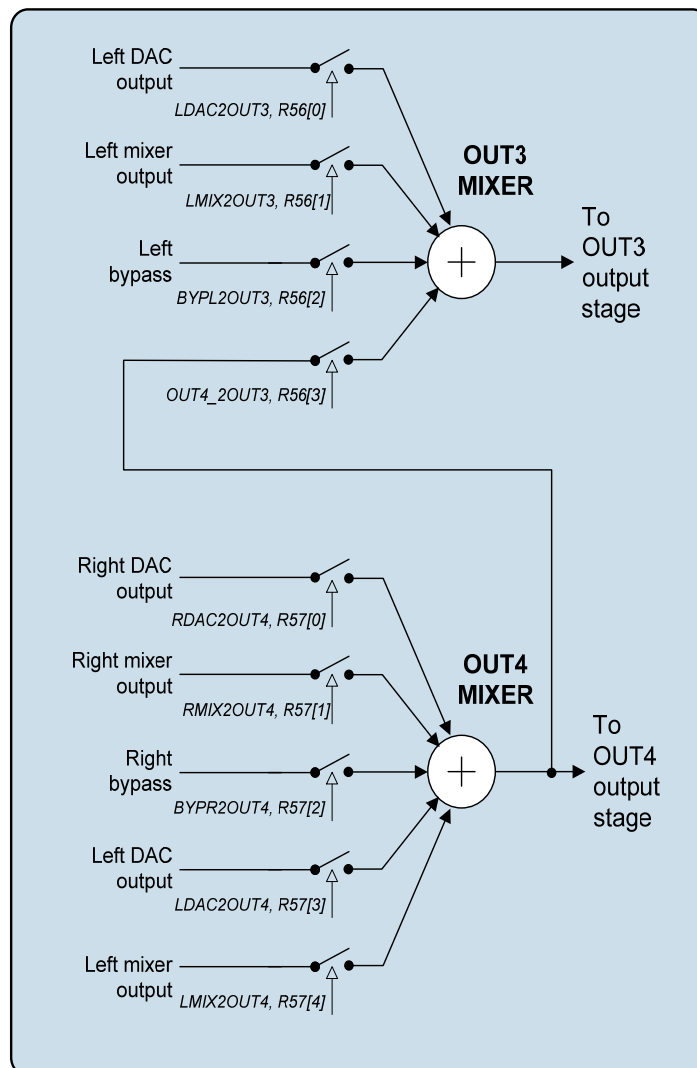 Left DAC
output
LDAC2OUT3, R56[0]
Left mixer
output
LMIX2OUT3, R56[1]
OUT3
MIXER
Left
bypass
BYPL2OUT3, R56[2]
+
To
OUT3
output
stage
OUT4_2OUT3, R56[3]
Right DAC
output
RDAC2OUT4, R57[0]
Right mixer
output
RMIX2OUT4, R57[1]
OUT4
MIXER
Right
bypass
BYPR2OUT4, R57[2]
+
To
OUT4
output
stage
Left DAC
output
LDAC2OUT4, R57[3]
Left mixer
output
LMIX2OUT4, R57[4]